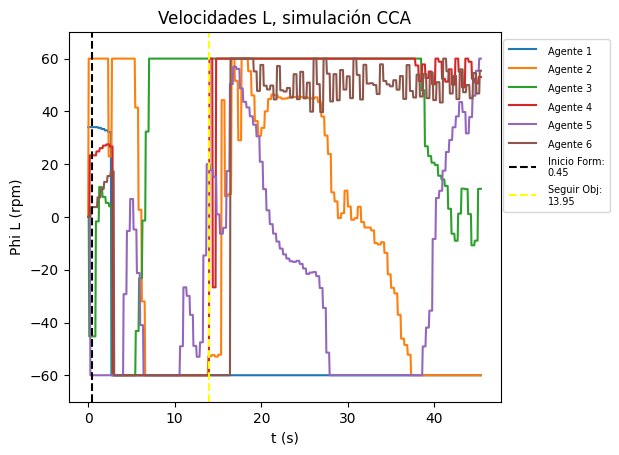 Velocidades L, simulación CCA
Phi L (rpm)
60
40
20
0
−20
−40
−60
0
10
20
30
40
t (s)
Agente 1
Agente 2
Agente 3
Agente 4
Agente 5
Agente 6
Inicio Form:
0.45
Seguir Obj:
13.95